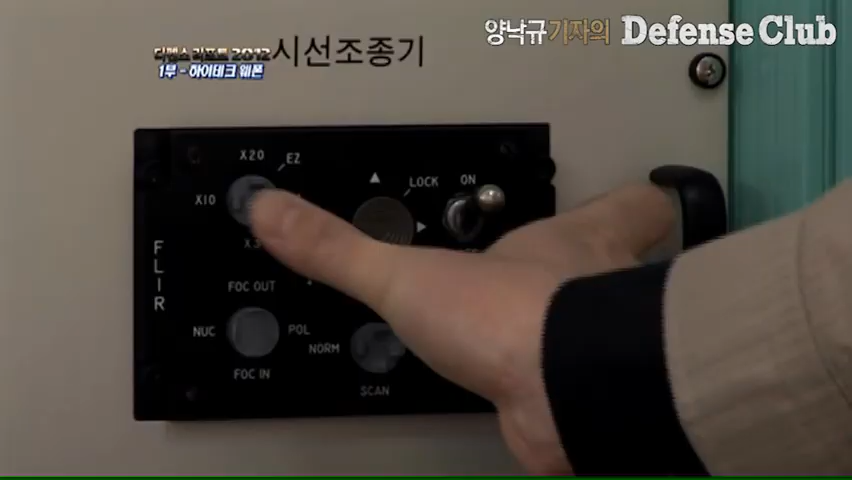 양낙규기자의 Defense Club
디펜스 리포트 2012 시선조종기
1부 - 하이테크 웨폰
X20 EZ
X10
LOCK ON
FLIR
FOC OUT
NUC POL
NORM
FOC IN
SCAN